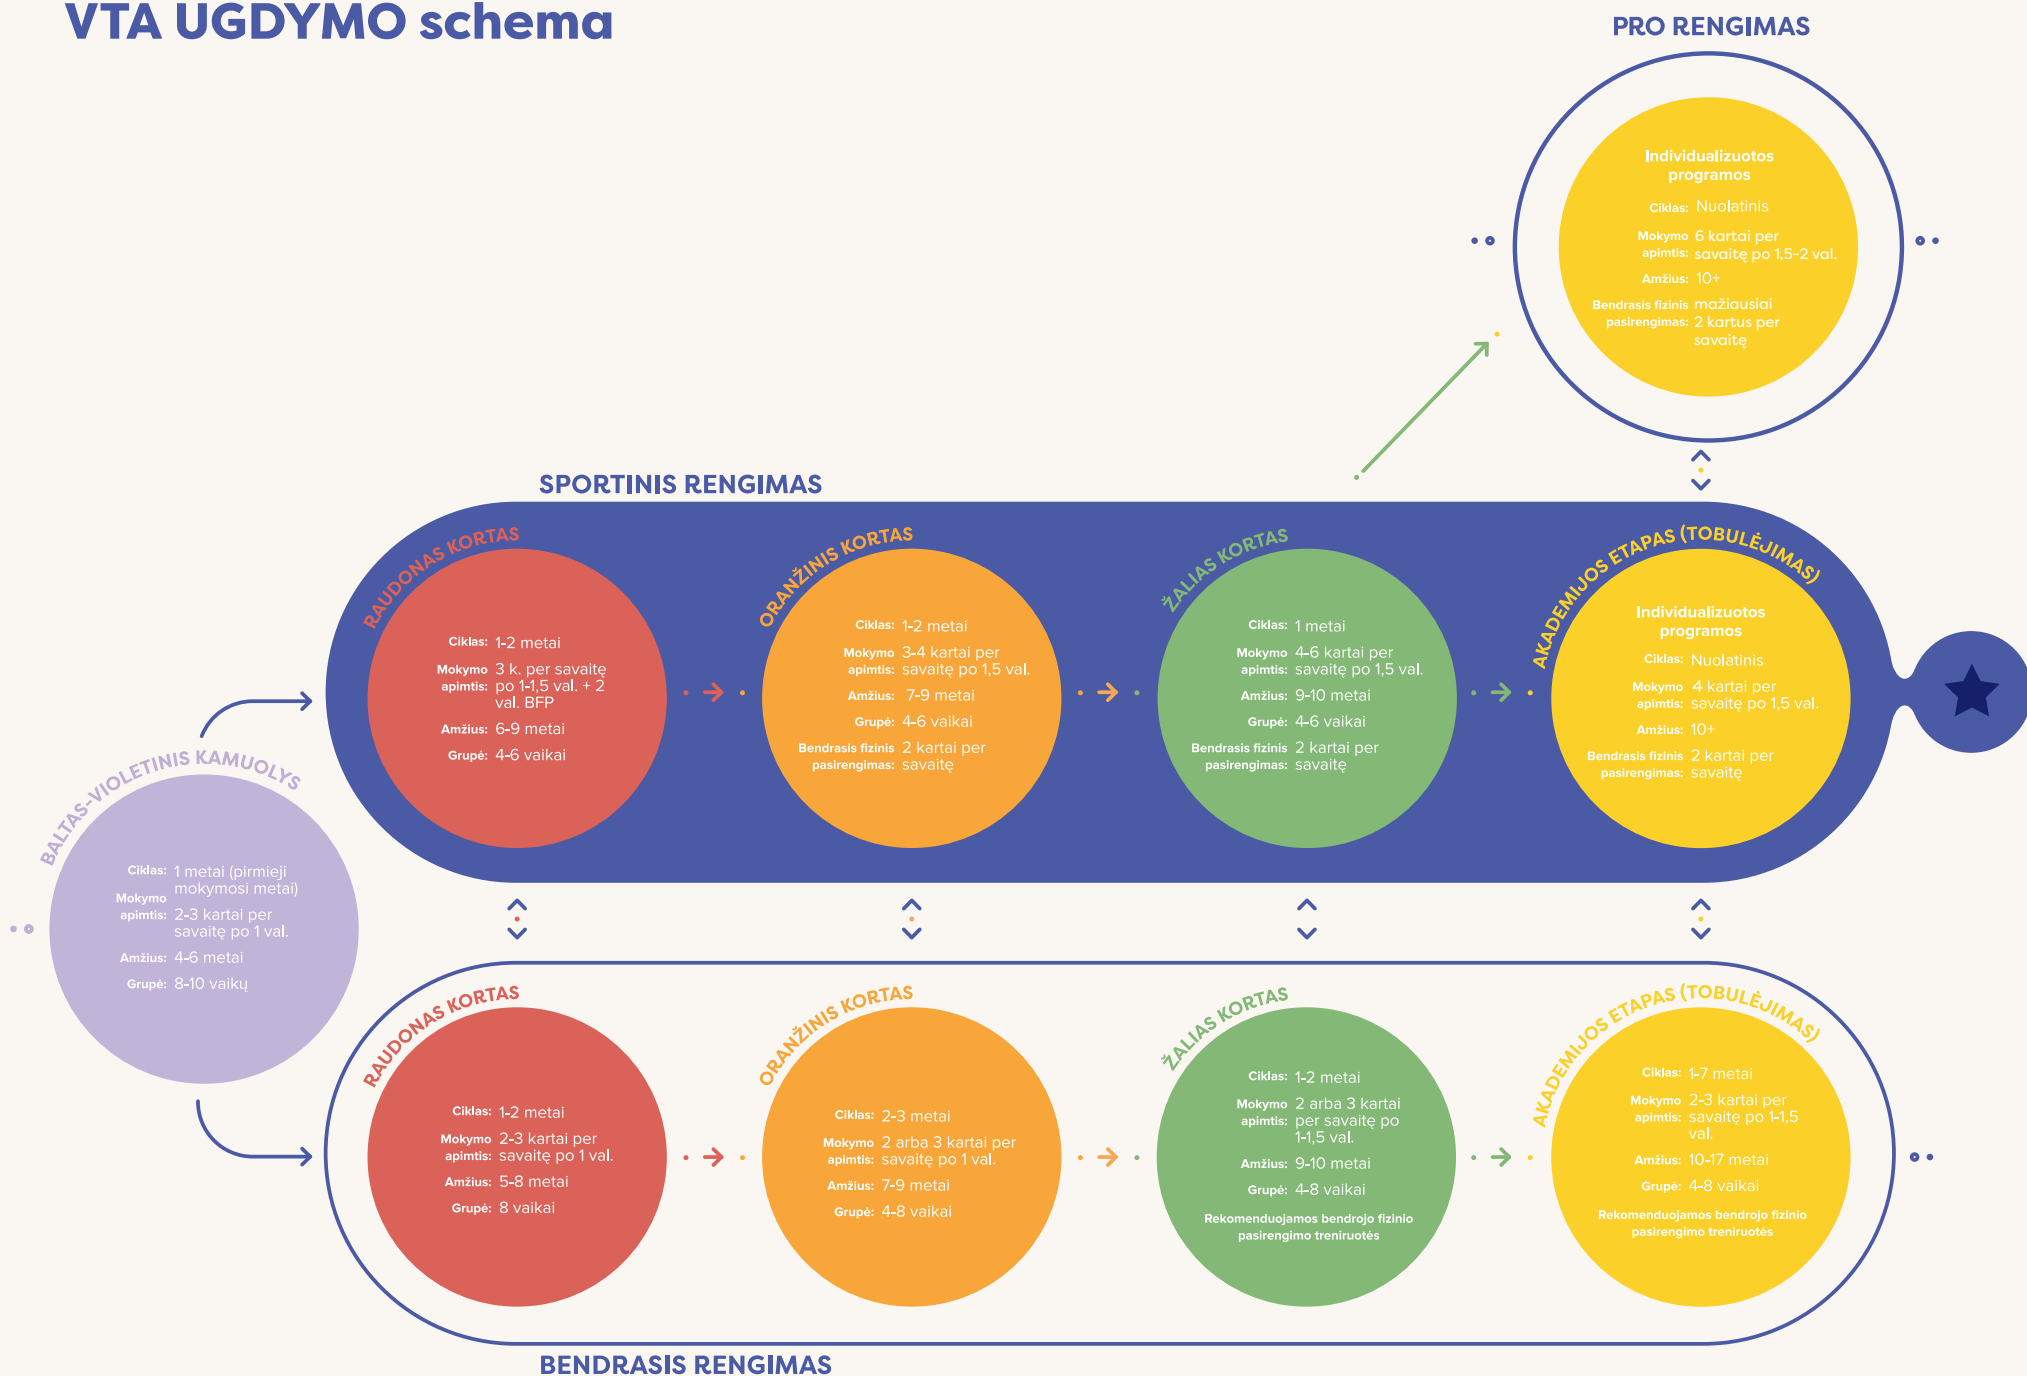 VTA UGDYMO schema
PRO RENGIMAS
Individualizuotos
programos
Ciklas: Nuolatinis
Mokymo 6 kartai per
apimtis: savaitę po 1,5-2 val.
Amžius: 10+
Bendrasis fizinis mažiausiai
pasirengimas: 2 kartus per
savaitę
SPORTINIS RENGIMAS
RAUDONAS KORTAS
Ciklas: 1-2 metai
Mokymo 3 k. per savaitę
apimtis: po 1-1,5 val. + 2
val. BFP
Amžius: 6-9 metai
Grupė: 4-6 vaikai
ORANŽINIS KORTAS
Ciklas: 1-2 metai
Mokymo 3-4 kartai per
apimtis: savaitę po 1,5 val.
Amžius: 7-9 metai
Grupė: 4-6 vaikai
Bendrasis fizinis 2 kartai per
pasirengimas: savaitę
ŽALIAS KORTAS
Ciklas: 1 metai
Mokymo 4-6 kartai per
apimtis: savaitę po 1,5 val.
Amžius: 9-10 metai
Grupė: 4-6 vaikai
Bendrasis fizinis 2 kartai per
pasirengimas: savaitę
AKADEMIJOS ETAPAS (TOBULĖJIMAS)
Individualizuotos
programos
Ciklas: Nuolatinis
Mokymo 4 kartai per
apimtis: savaitę po 1,5 val.
Amžius: 10+
Bendrasis fizinis 2 kartai per
pasirengimas: savaitę
BALTAS-VIOLETINIS KAMUOLYS
Ciklas: 1 metai (pirmieji
mokymosi metai)
Mokymo
apimtis: 2-3 kartai per
savaitę po 1 val.
Amžius: 4-6 metai
Grupė: 8-10 vaikų
RAUDONAS KORTAS
Ciklas: 1-2 metai
Mokymo 2-3 kartai per
apimtis: savaitę po 1 val.
Amžius: 5-8 metai
Grupė: 8 vaikai
ORANŽINIS KORTAS
Ciklas: 2-3 metai
Mokymo 2 arba 3 kartai per
apimtis: savaitę po 1 val.
Amžius: 7-9 metai
Grupė: 4-8 vaikai
ŽALIAS KORTAS
Ciklas: 1-2 metai
Mokymo 2 arba 3 kartai
apimtis: per savaitę po
1-1,5 val.
Amžius: 9-10 metai
Grupė: 4-8 vaikai
Rekomenduojamos bendrojo fizinio
pasirengimo treniruotės
AKADEMIJOS ETAPAS (TOBULĖJIMAS)
Ciklas: 1-7 metai
Mokymo 2-3 kartai per
apimtis: savaitę po 1-1,5
val.
Amžius: 10-17 metai
Grupė: 4-8 vaikai
Rekomenduojamos bendrojo fizinio
pasirengimo treniruotės
BENDRASIS RENGIMAS